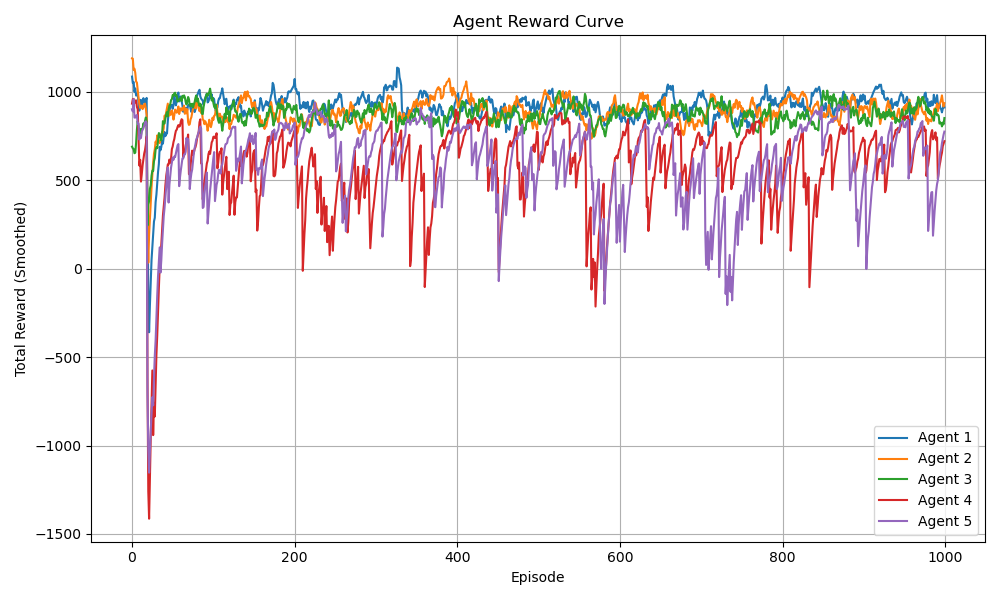 Agent Reward Curve
Total Reward (Smoothed)
1000
500
0
−500
−1000
−1500
0 200 400 600 800 1000
Episode
Agent 1
Agent 2
Agent 3
Agent 4
Agent 5